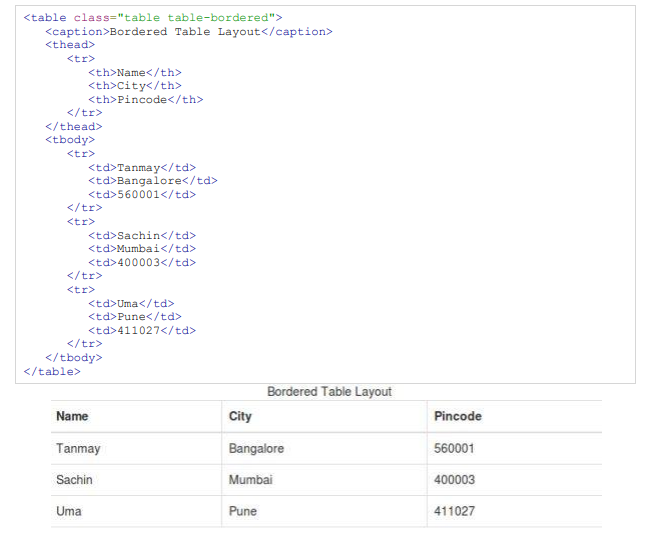 <table class="table table-bordered">
   <caption>Bordered Table Layout</caption>
   <thead>
      <tr>
         <th>Name</th>
         <th>City</th>
         <th>Pincode</th>
      </tr>
   </thead>
   <tbody>
      <tr>
         <td>Tanmay</td>
         <td>Bangalore</td>
         <td>560001</td>
      </tr>
      <tr>
         <td>Sachin</td>
         <td>Mumbai</td>
         <td>400003</td>
      </tr>
      <tr>
         <td>Uma</td>
         <td>Pune</td>
         <td>411027</td>
      </tr>
   </tbody>
</table>
Bordered Table Layout
Name City Pincode
Tanmay Bangalore 560001
Sachin Mumbai 400003
Uma Pune 411027